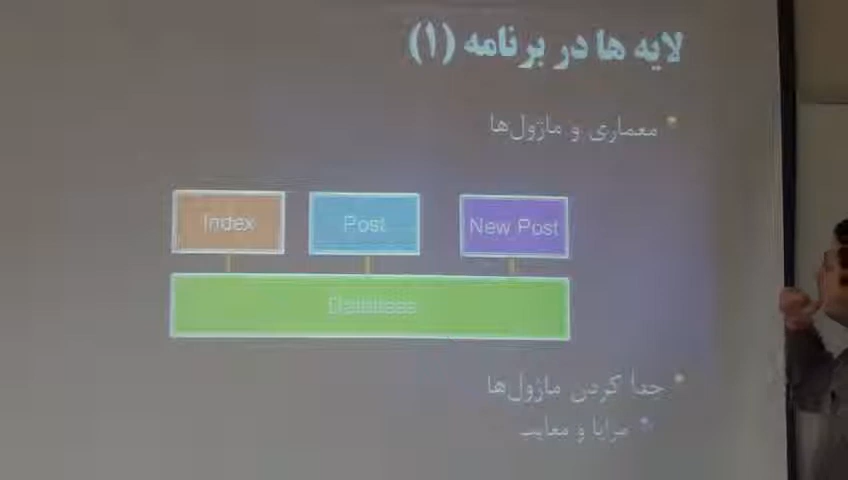 لایه ها در برنامه (۱)
معماری و ماژول‌ها
Index
Post
New Post
Database
جدا کردن ماژول‌ها
مزایا و معایب